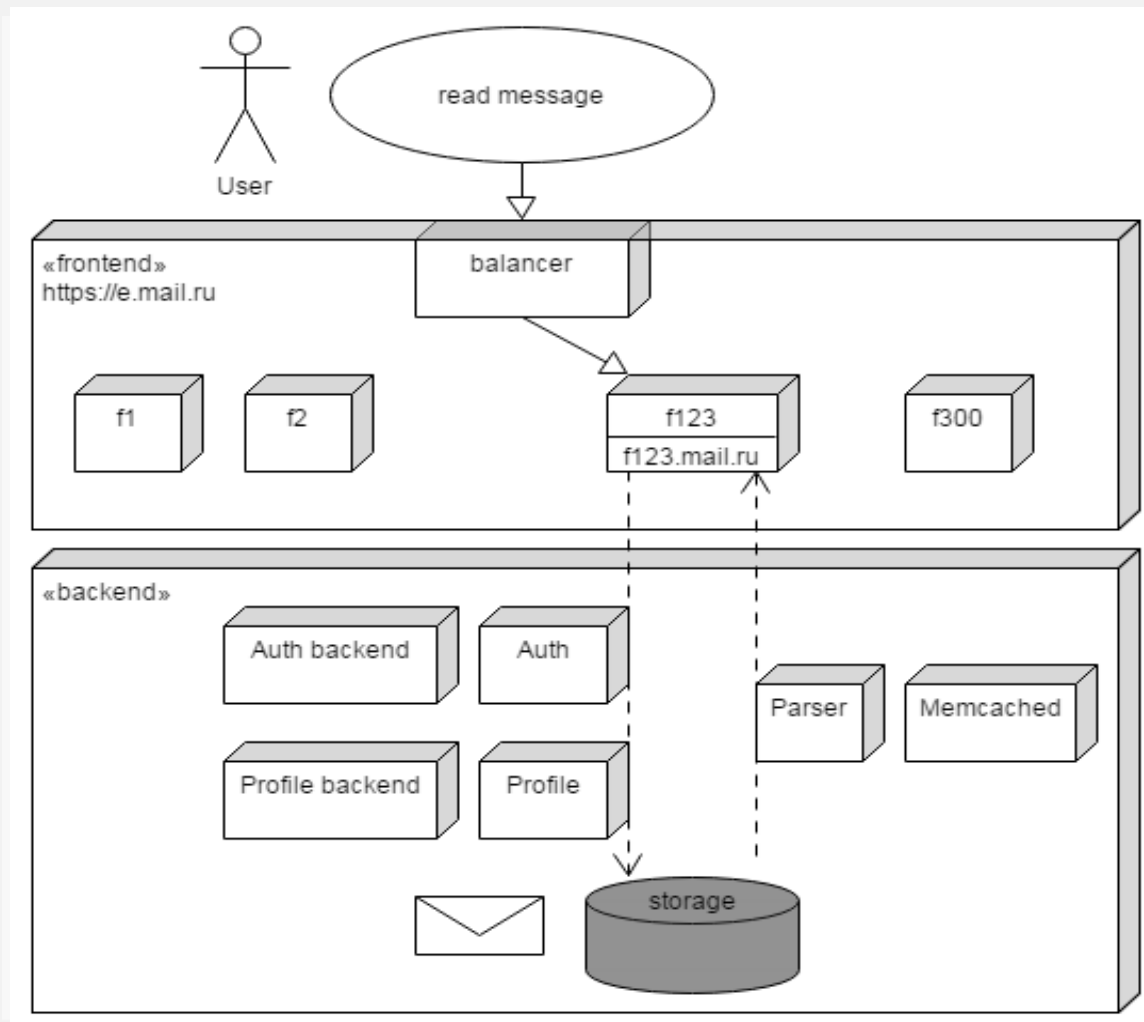 read message
User
«frontend»
https://e.mail.ru
balancer
f1
f2
f123
f123.mail.ru
f300
«backend»
Auth backend
Auth
Parser
Memcached
Profile backend
Profile
storage